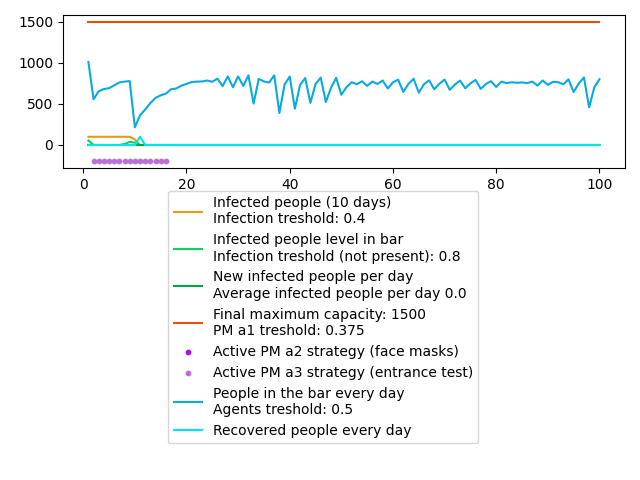 1500
1000
500
0
0 20 40 60 80 100
Infected people (10 days)
Infection treshold: 0.4
Infected people level in bar
Infection treshold (not present): 0.8
New infected people per day
Average infected people per day 0.0
Final maximum capacity: 1500
PM a1 treshold: 0.375
Active PM a2 strategy (face masks)
Active PM a3 strategy (entrance test)
People in the bar every day
Agents treshold: 0.5
Recovered people every day